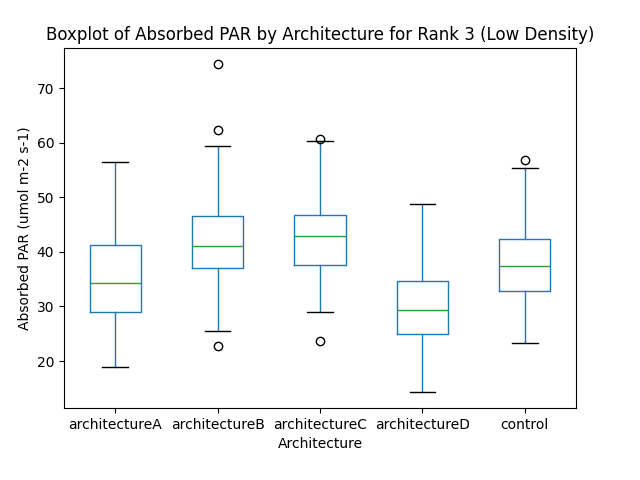 Boxplot of Absorbed PAR by Architecture for Rank 3 (Low Density)
Absorbed PAR (umol m-2 s-1)
70
60
50
40
30
20
architectureA architectureB architectureC architectureD control
Architecture